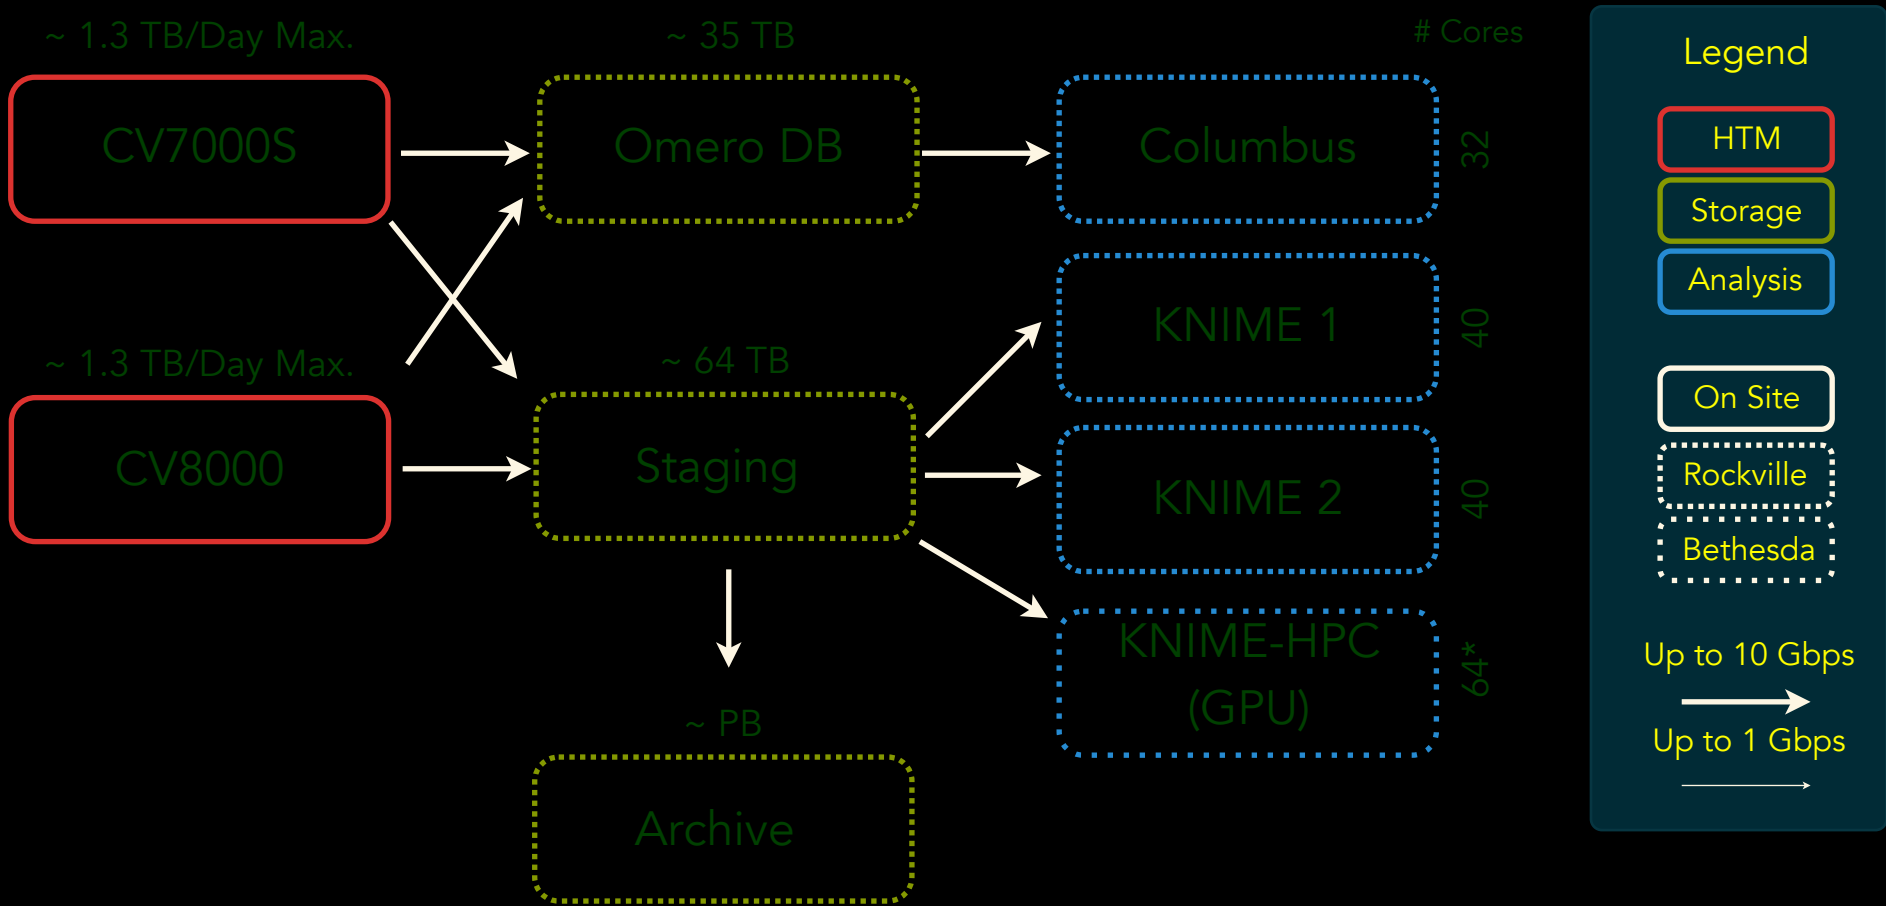 ~ 1.3 TB/Day Max.
~ 35 TB
# Cores
CV7000S
Omero DB
Columbus
32
KNIME 1
40
~ 1.3 TB/Day Max.
~ 64 TB
CV8000
Staging
KNIME 2
40
KNIME-HPC
(GPU)
64*
~ PB
Archive
Legend
HTM
Storage
Analysis
On Site
Rockville
Bethesda
Up to 10 Gbps
Up to 1 Gbps